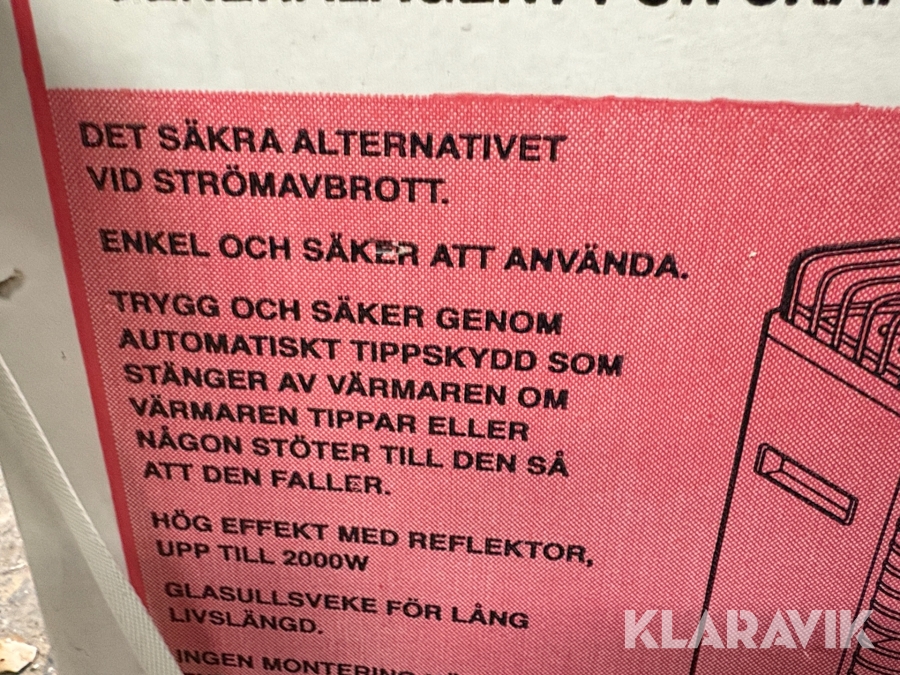 DET SÄKRA ALTERNATIVET
VID STRÖMAVBROTT.
ENKEL OCH SÄKER ATT ANVÄNDA.
TRYGG OCH SÄKER GENOM
AUTOMATISKT TIPPSKYDD SOM
STÄNGER AV VÄRMAREN OM
VÄRMAREN TIPPAR ELLER
NÅGON STÖTER TILL DEN SÅ
ATT DEN FALLER.
HÖG EFFEKT MED REFLEKTOR,
UPP TILL 2000W
GLASULLSVEKE FÖR LÅNG
LIVSLÄNGD.
INGEN MONTERING
KLARAVIK